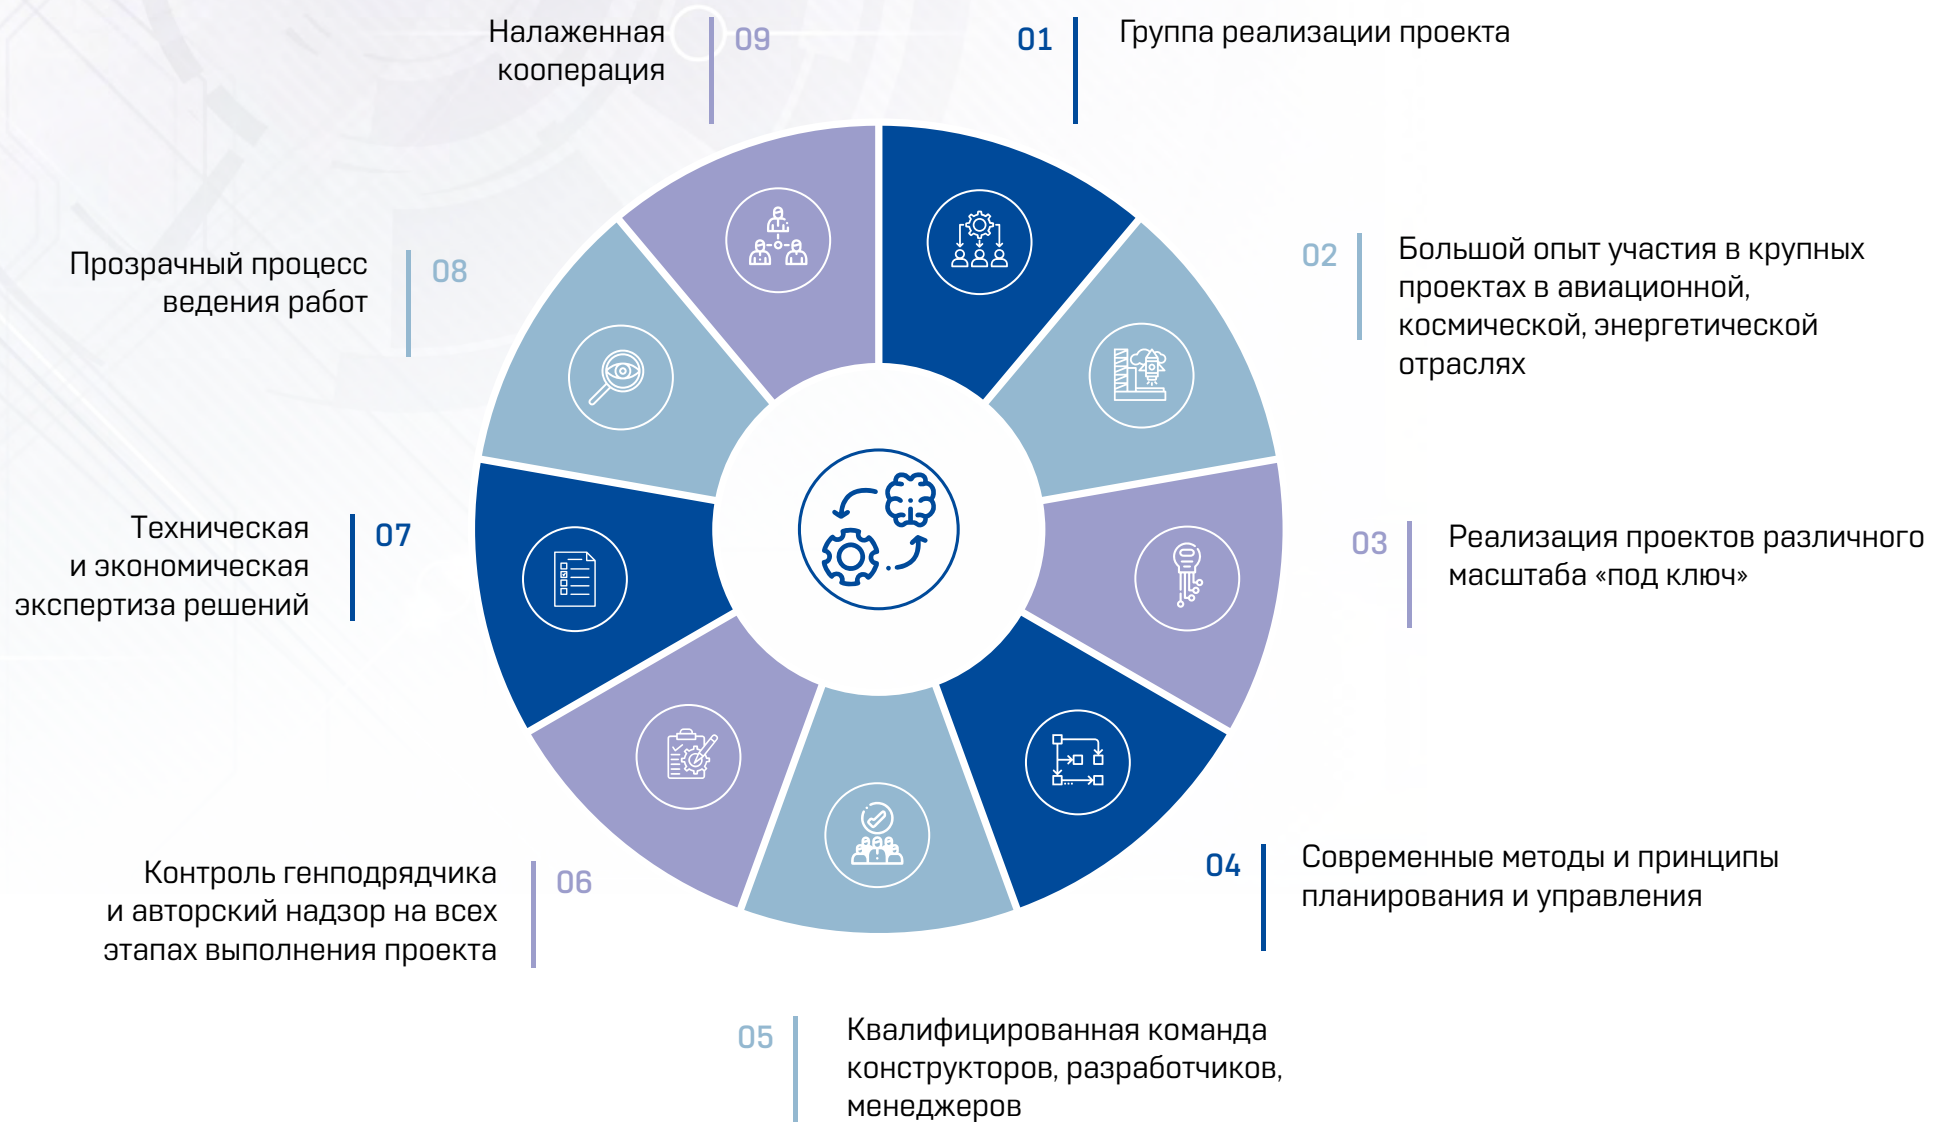 01
Группа реализации проекта
02
Большой опыт участия в крупных
проектах в авиационной,
космической, энергетической
отраслях
03
Реализация проектов различного
масштаба «под ключ»
04
Современные методы и принципы
планирования и управления
05
Квалифицированная команда
конструкторов, разработчиков,
менеджеров
06
Контроль генподрядчика
и авторский надзор на всех
этапах выполнения проекта
07
Техническая
и экономическая
экспертиза решений
08
Прозрачный процесс
ведения работ
09
Налаженная
кооперация